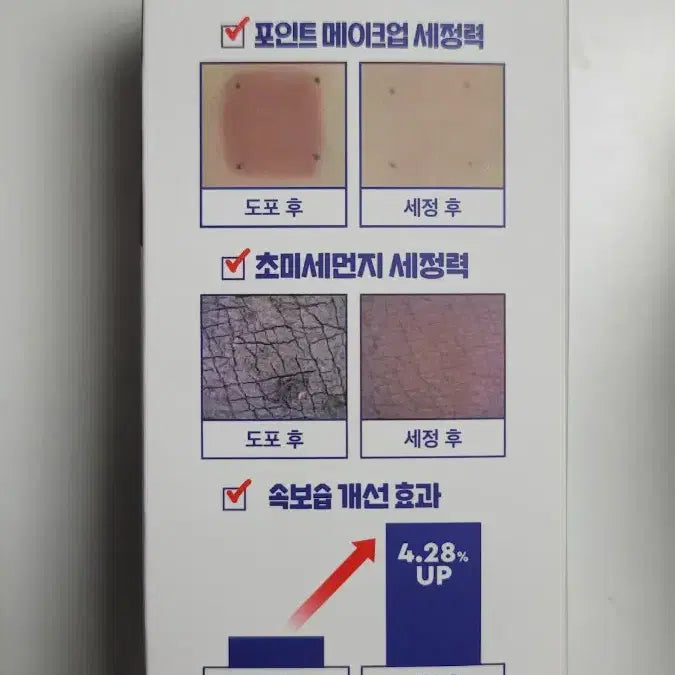 포인트 메이크업 세정력
도포 후
세정 후
초미세먼지 세정력
도포 후
세정 후
속보습 개선 효과
4.28%
UP